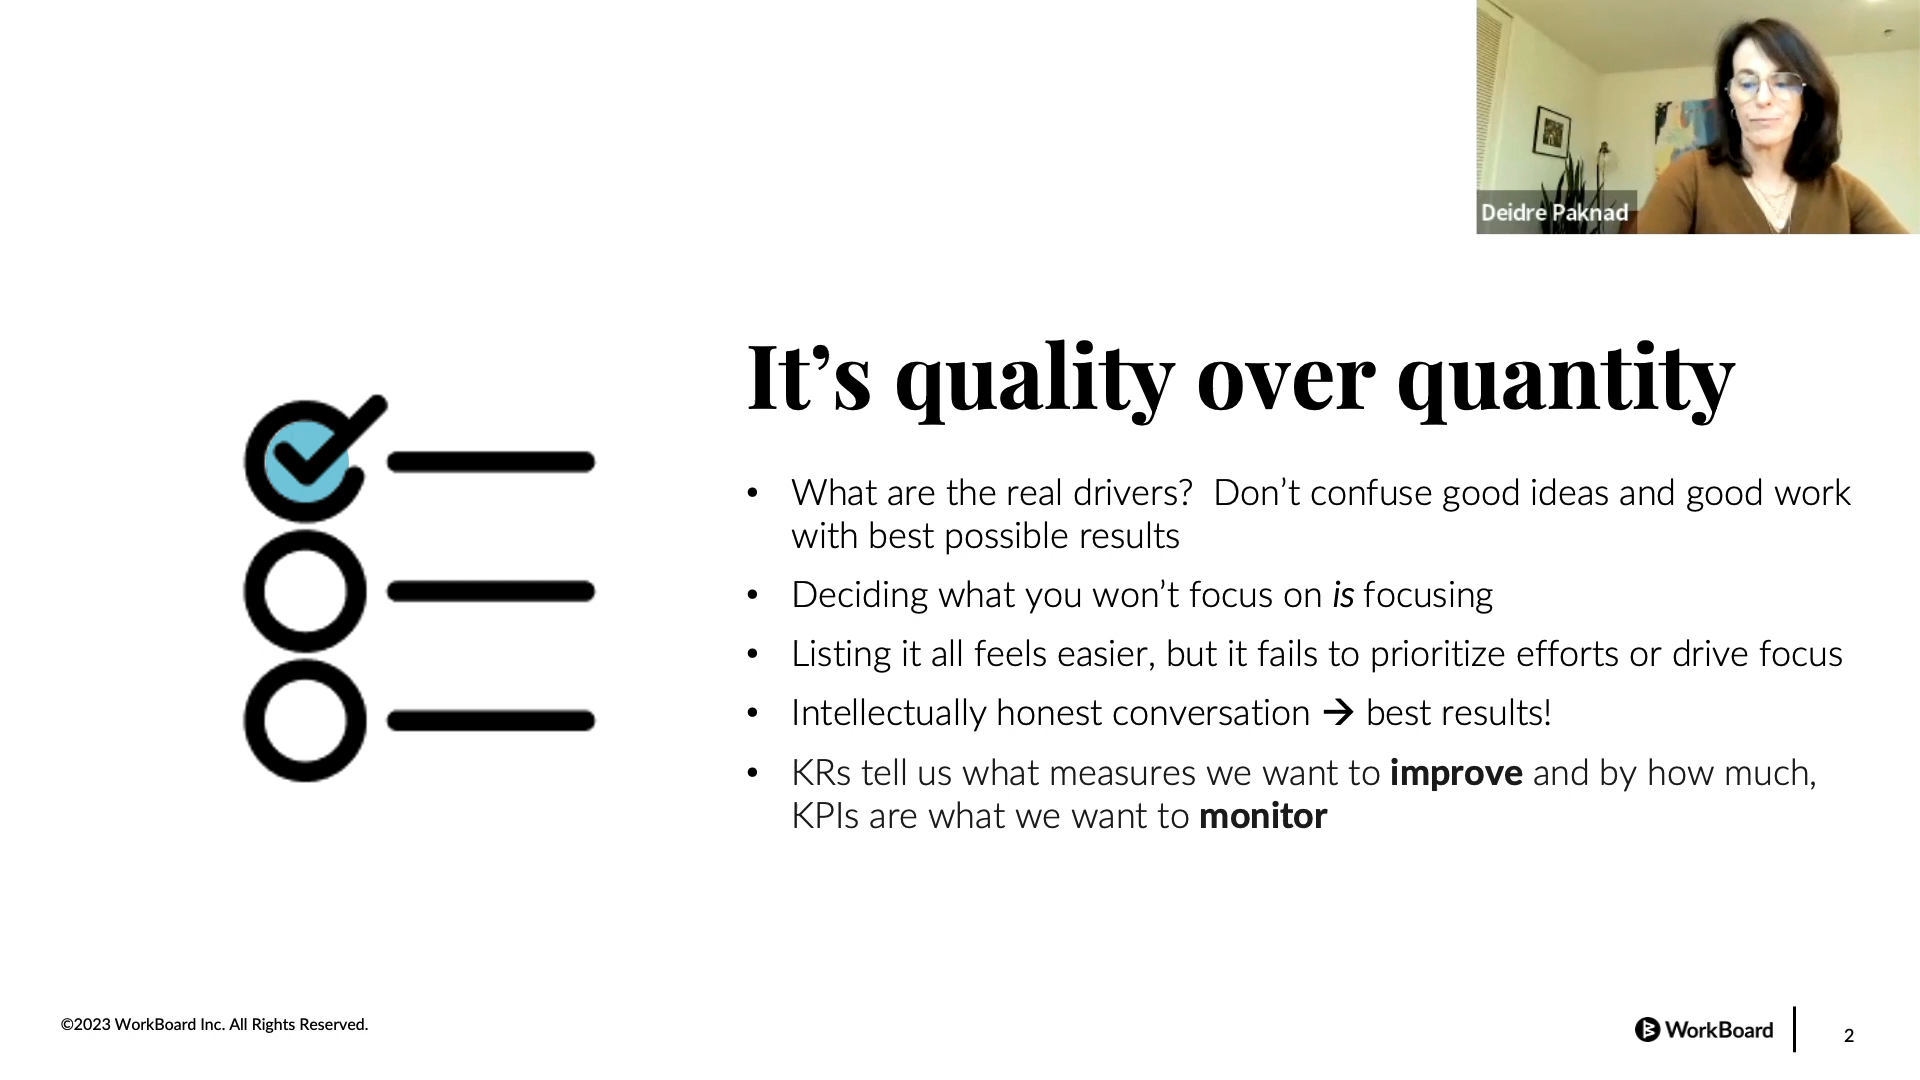 Deidre Paknad
It’s quality over quantity
• What are the real drivers?  Don’t confuse good ideas and good work
with best possible results
• Deciding what you won’t focus on is focusing
• Listing it all feels easier, but it fails to prioritize efforts or drive focus
• Intellectually honest conversation → best results!
• KRs tell us what measures we want to improve and by how much,
KPIs are what we want to monitor
©2023 WorkBoard Inc. All Rights Reserved.
WorkBoard
2